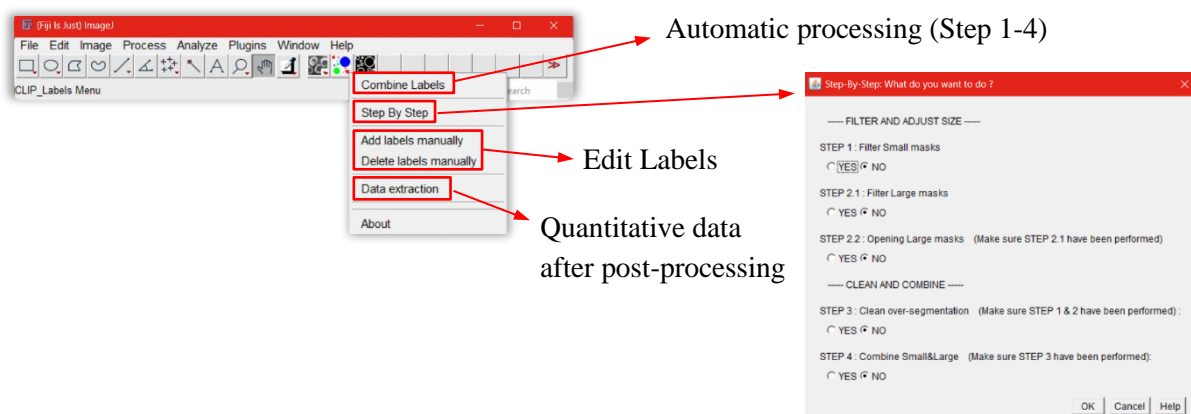 (Fiji Is Just) ImageJ
File Edit Image Process Analyze Plugins Window Help
CLIP_Labels Menu
earch
Combine Labels
Step By Step
Add labels manually
Delete labels manually
Data extraction
About
Automatic processing (Step 1-4)
Edit Labels
Quantitative data
after post-processing
Step-By-Step: What do you want to do ?
----- FILTER AND ADJUST SIZE -----
STEP 1 : Filter Small masks
YES NO
STEP 2.1 : Filter Large masks
YES NO
STEP 2.2 : Opening Large masks (Make sure STEP 2.1 have been performed)
YES NO
----- CLEAN AND COMBINE -----
STEP 3 : Clean over-segmentation (Make sure STEP 1 & 2 have been performed) :
YES NO
STEP 4 : Combine Small&Large (Make sure STEP 3 have been performed):
YES NO
OK Cancel Help